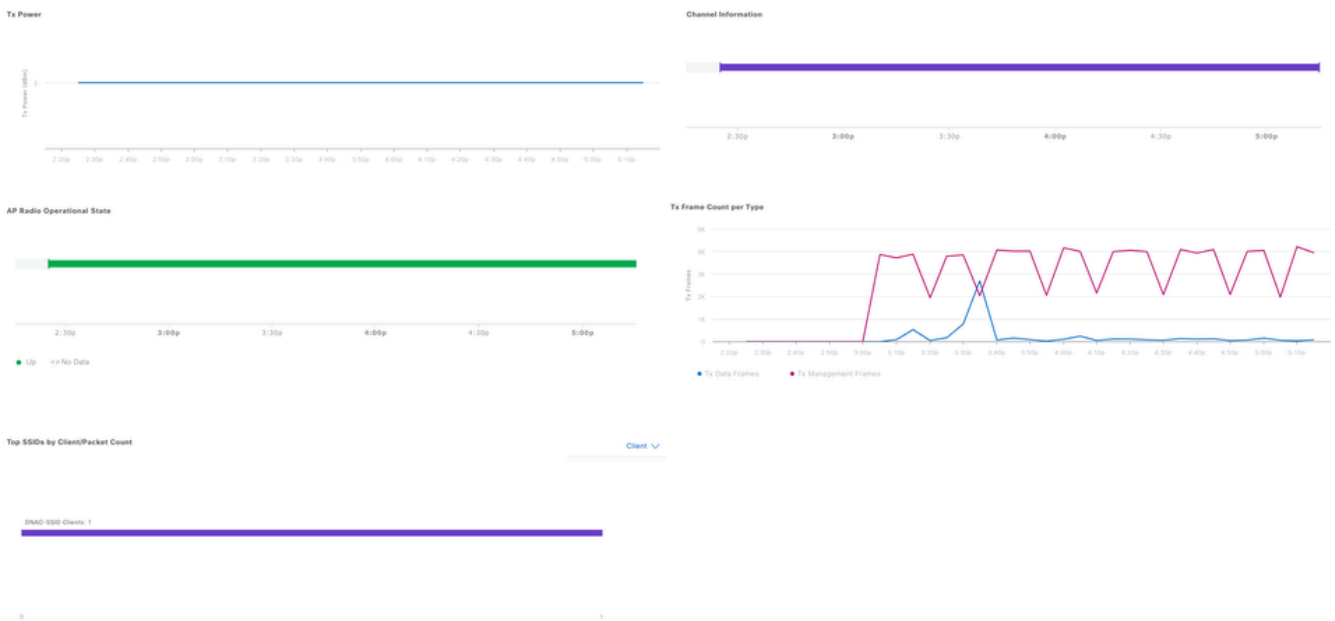 Tx Power
Tx Power (dBm)
2
2:20p 2:30p 2:40p 2:50p 3:00p 3:10p 3:20p 3:30p 3:40p 3:50p 4:00p 4:10p 4:20p 4:30p 4:40p 4:50p 5:00p 5:10p
Channel Information
2:30p 3:00p 3:30p 4:00p 4:30p 5:00p
AP Radio Operational State
2:30p 3:00p 3:30p 4:00p 4:30p 5:00p
Up <> No Data
Tx Frame Count per Type
Tx Frames
5K
4K
3K
2K
1K
0
2:20p 2:30p 2:40p 2:50p 3:00p 3:10p 3:20p 3:30p 3:40p 3:50p 4:00p 4:10p 4:20p 4:30p 4:40p 4:50p 5:00p 5:10p
Tx Data Frames Tx Management Frames
Top SSIDs by Client/Packet Count
Client
DNAC-SSID Clients: 1
0 1